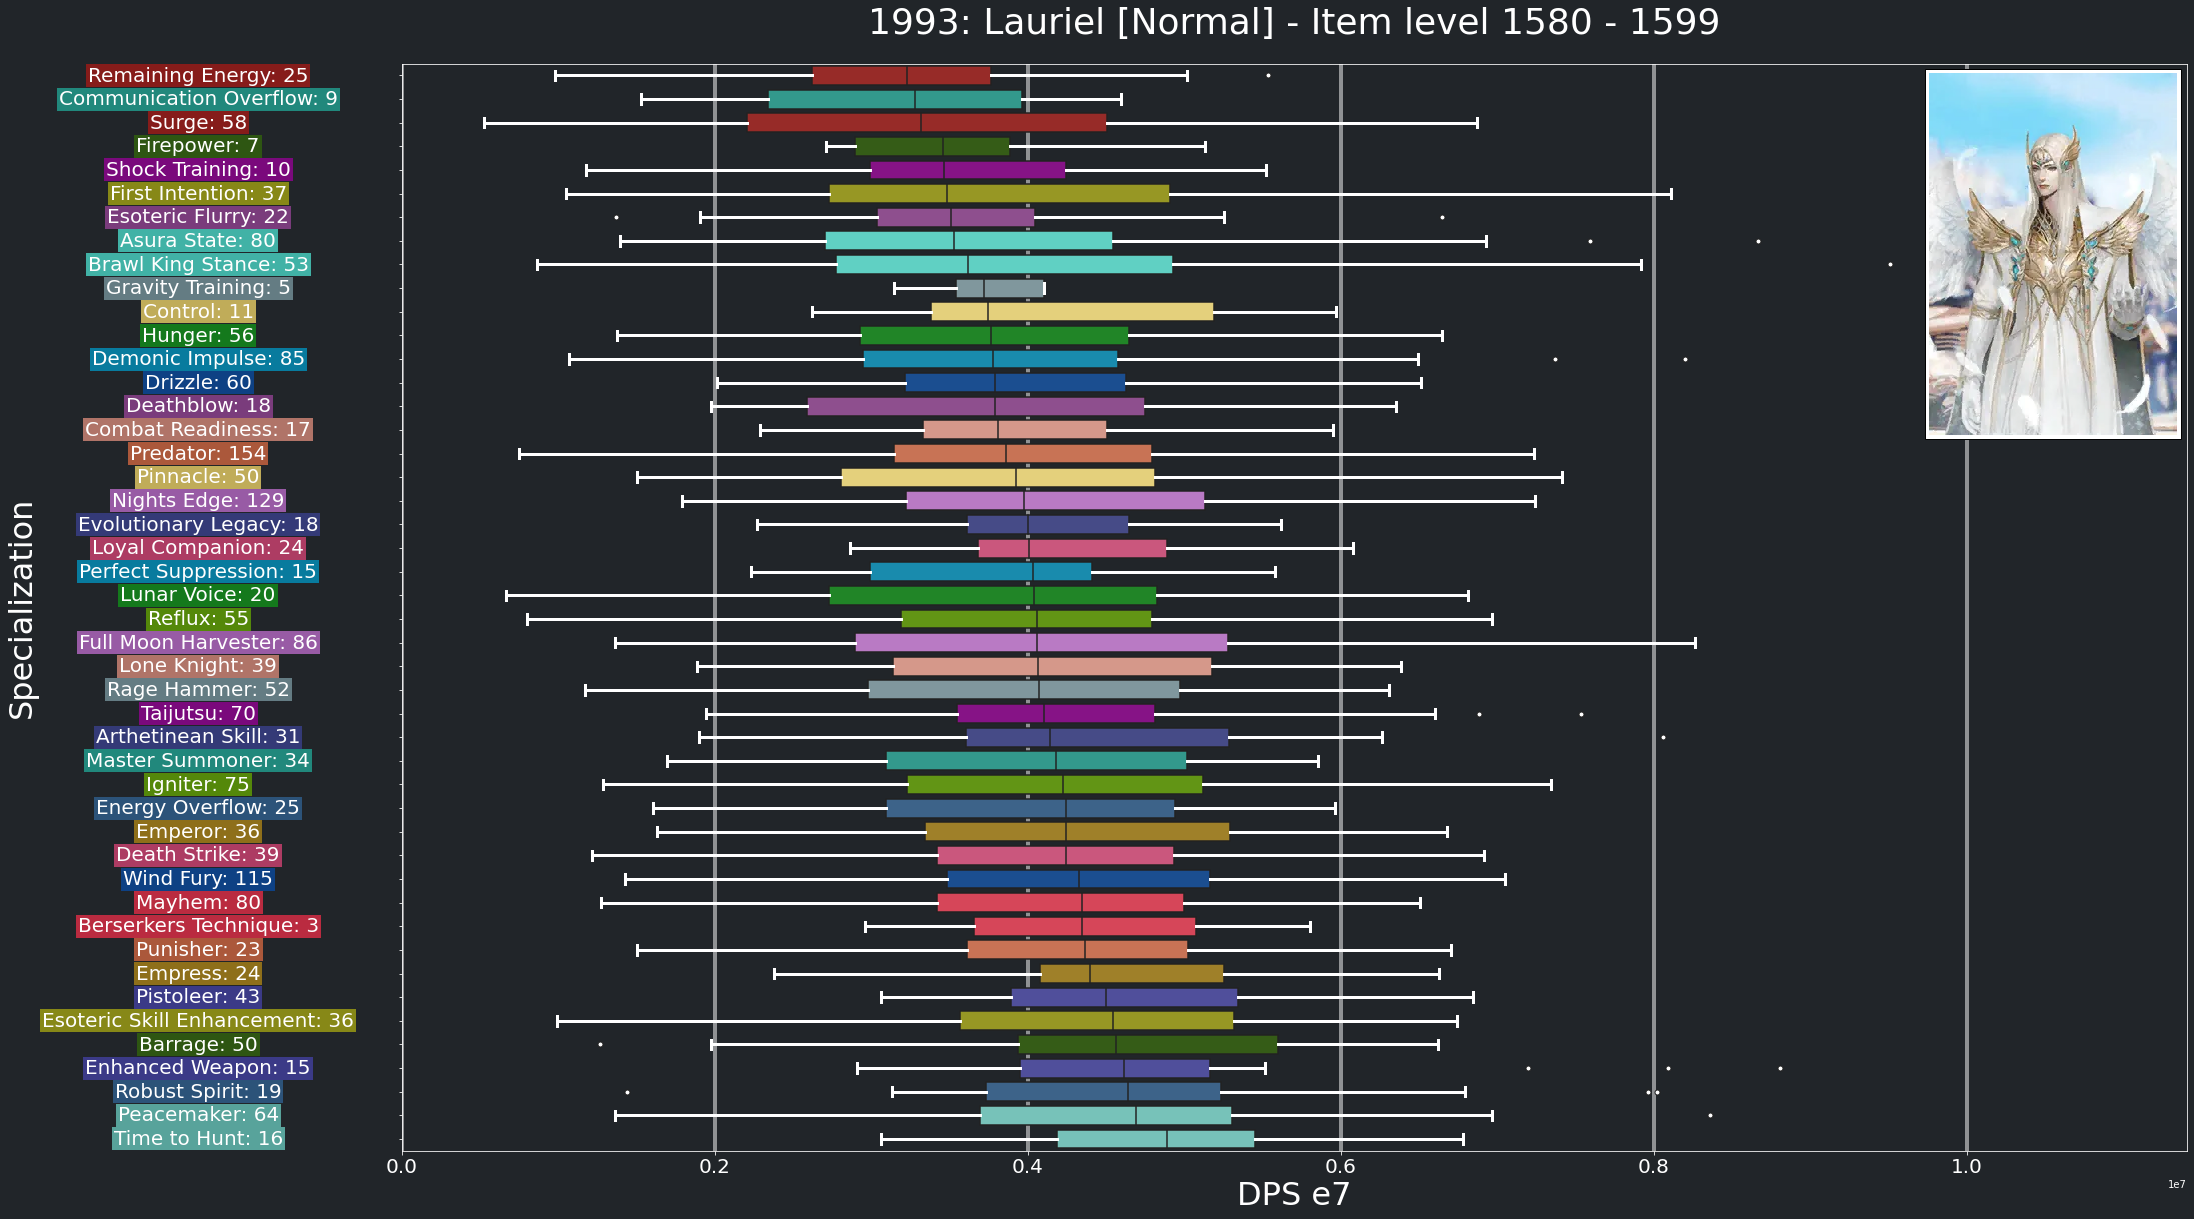 1993: Lauriel [Normal] - Item level 1580 - 1599
Remaining Energy: 25
Communication Overflow: 9
Surge: 58
Firepower: 7
Shock Training: 10
First Intention: 37
Esoteric Flurry: 22
Asura State: 80
Brawl King Stance: 53
Gravity Training: 5
Control: 11
Hunger: 56
Demonic Impulse: 85
Drizzle: 60
Deathblow: 18
Combat Readiness: 17
Predator: 154
Pinnacle: 50
Nights Edge: 129
Evolutionary Legacy: 18
Loyal Companion: 24
Perfect Suppression: 15
Lunar Voice: 20
Reflux: 55
Full Moon Harvester: 86
Lone Knight: 39
Rage Hammer: 52
Taijutsu: 70
Arthetinean Skill: 31
Master Summoner: 34
Igniter: 75
Energy Overflow: 25
Emperor: 36
Death Strike: 39
Wind Fury: 115
Mayhem: 80
Berserkers Technique: 3
Punisher: 23
Empress: 24
Pistoleer: 43
Esoteric Skill Enhancement: 36
Barrage: 50
Enhanced Weapon: 15
Robust Spirit: 19
Peacemaker: 64
Time to Hunt: 16
Specialization
0.0 0.2 0.4 0.6 0.8 1.0
1e7
DPS e7